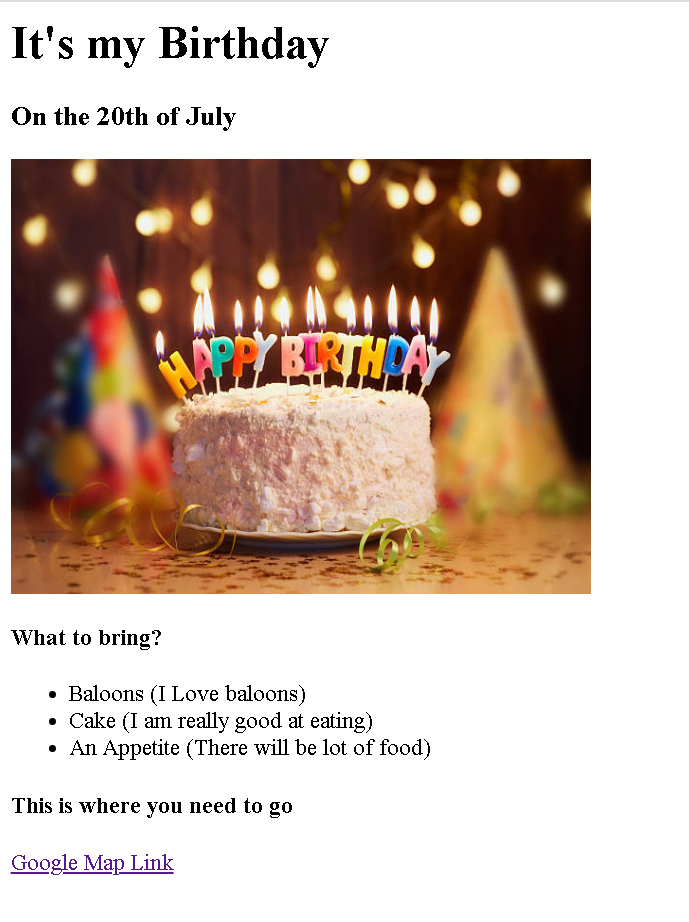 It's my Birthday
On the 20th of July
HAPPY BIRTHDAY
What to bring?
Baloons (I Love baloons)
Cake (I am really good at eating)
An Appetite (There will be lot of food)
This is where you need to go
Google Map Link